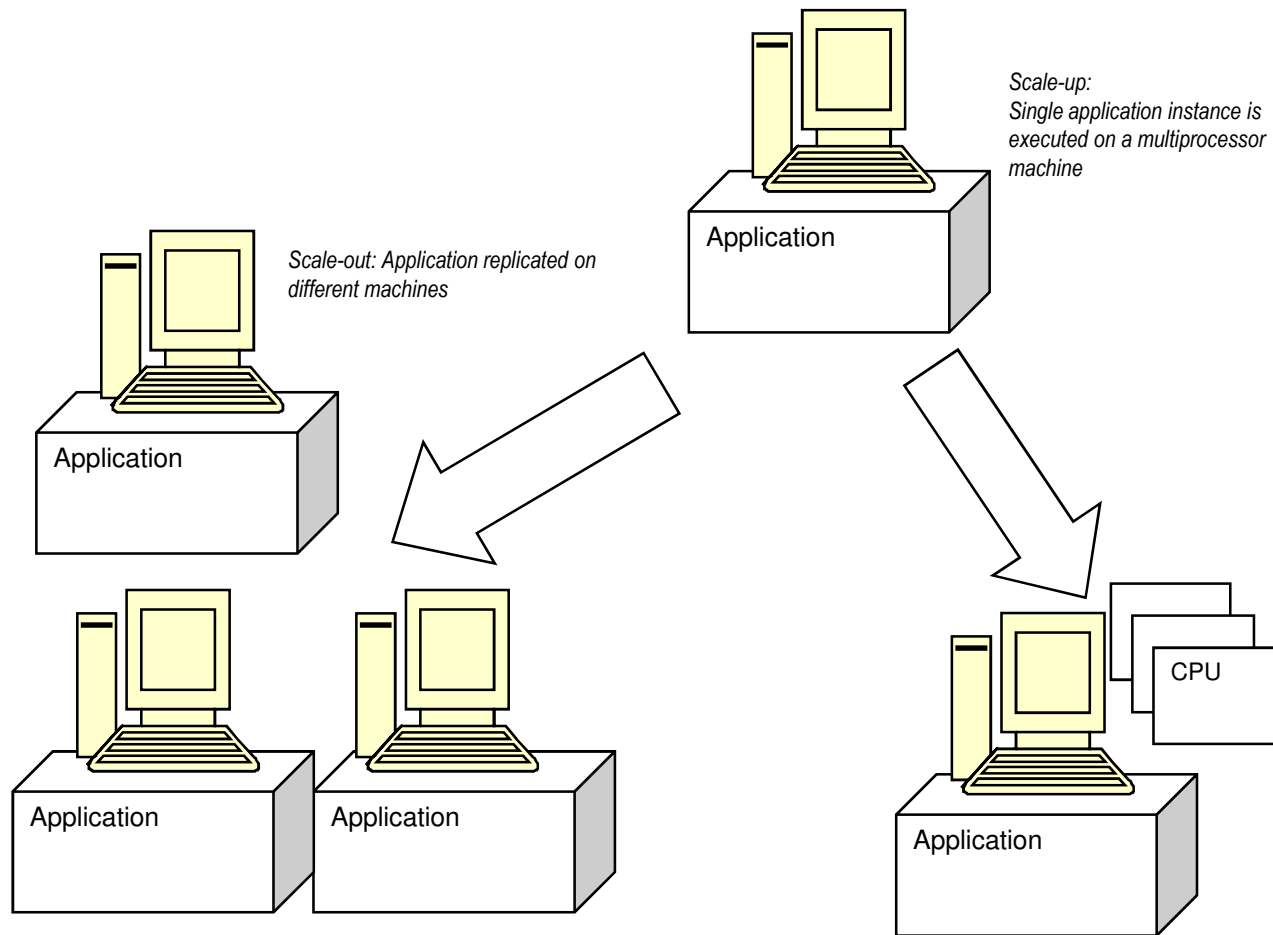 Scale-up:
Single application instance is
executed on a multiprocessor
machine
Application
Scale-out: Application replicated on
different machines
Application
Application
Application
CPU
Application